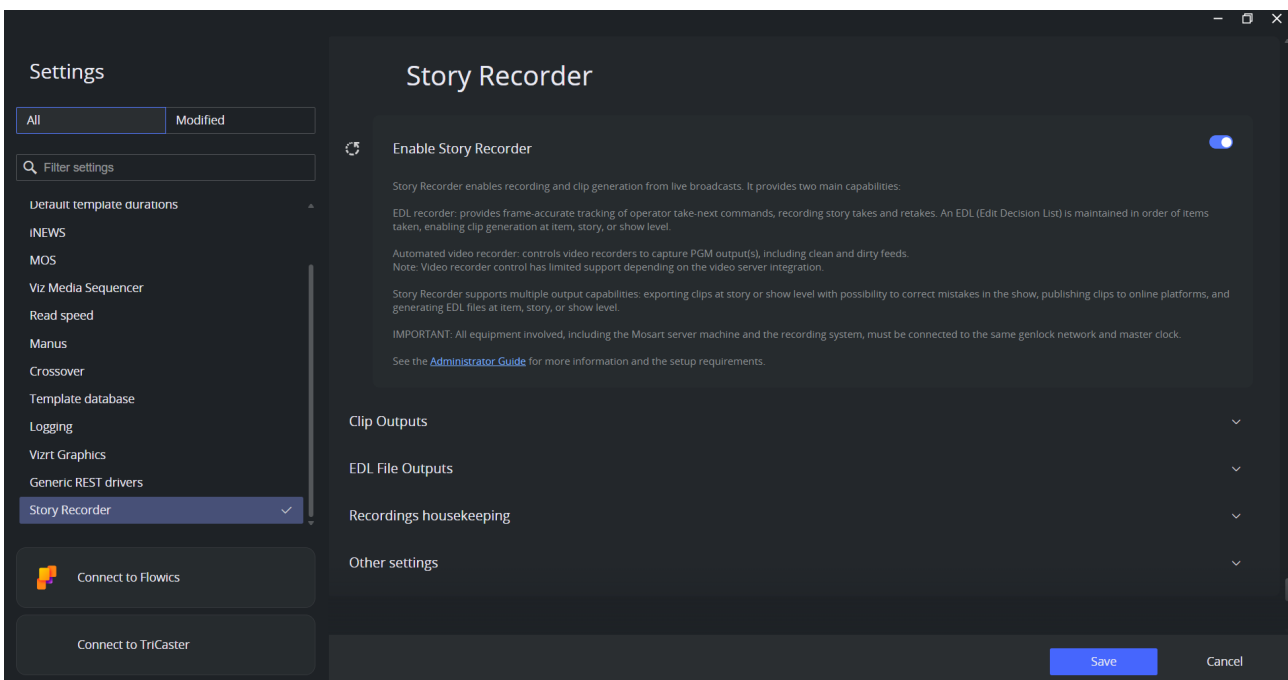 Settings
All
Modified
Filter settings
Default template durations
iNEWS
MOS
Viz Media Sequencer
Read speed
Manus
Crossover
Template database
Logging
Vizrt Graphics
Generic REST drivers
Story Recorder
Connect to Flowics
Connect to TriCaster
Story Recorder
Enable Story Recorder
Story Recorder enables recording and clip generation from live broadcasts. It provides two main capabilities:
EDL recorder: provides frame-accurate tracking of operator take-next commands, recording story takes and retakes. An EDL (Edit Decision List) is maintained in order of items
taken, enabling clip generation at item, story, or show level.
Automated video recorder: controls video recorders to capture PGM output(s), including clean and dirty feeds.
Note: Video recorder control has limited support depending on the video server integration.
Story Recorder supports multiple output capabilities: exporting clips at story or show level with possibility to correct mistakes in the show, publishing clips to online platforms, and
generating EDL files at item, story, or show level.
IMPORTANT: All equipment involved, including the Mosart server machine and the recording system, must be connected to the same genlock network and master clock.
See the Administrator Guide for more information and the setup requirements.
Clip Outputs
EDL File Outputs
Recordings housekeeping
Other settings
Save
Cancel